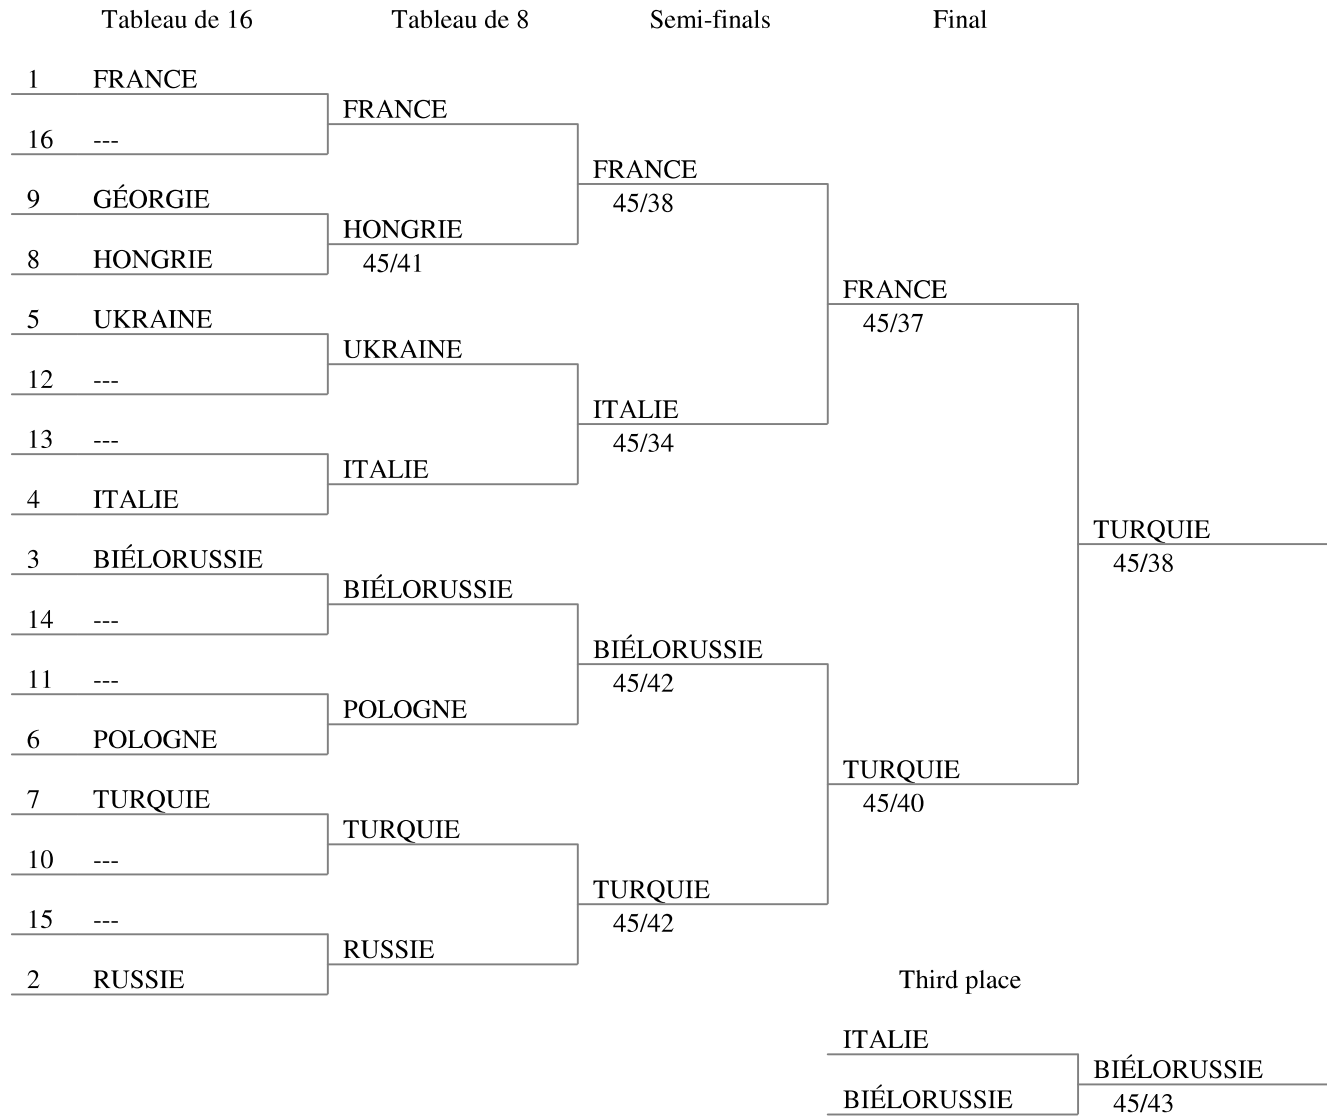 Tableau de 16 Tableau de 8 Semi-finals Final
1 FRANCE
FRANCE
16 ---
FRANCE
45/38
9 GÉORGIE
HONGRIE
45/41
8 HONGRIE
FRANCE
45/37
5 UKRAINE
UKRAINE
12 ---
ITALIE
45/34
13 ---
ITALIE
4 ITALIE
TURQUIE
45/38
3 BIÉLORUSSIE
BIÉLORUSSIE
14 ---
BIÉLORUSSIE
45/42
11 ---
POLOGNE
6 POLOGNE
TURQUIE
45/40
7 TURQUIE
TURQUIE
10 ---
TURQUIE
45/42
15 ---
RUSSIE
2 RUSSIE
Third place
ITALIE
BIÉLORUSSIE
45/43
BIÉLORUSSIE